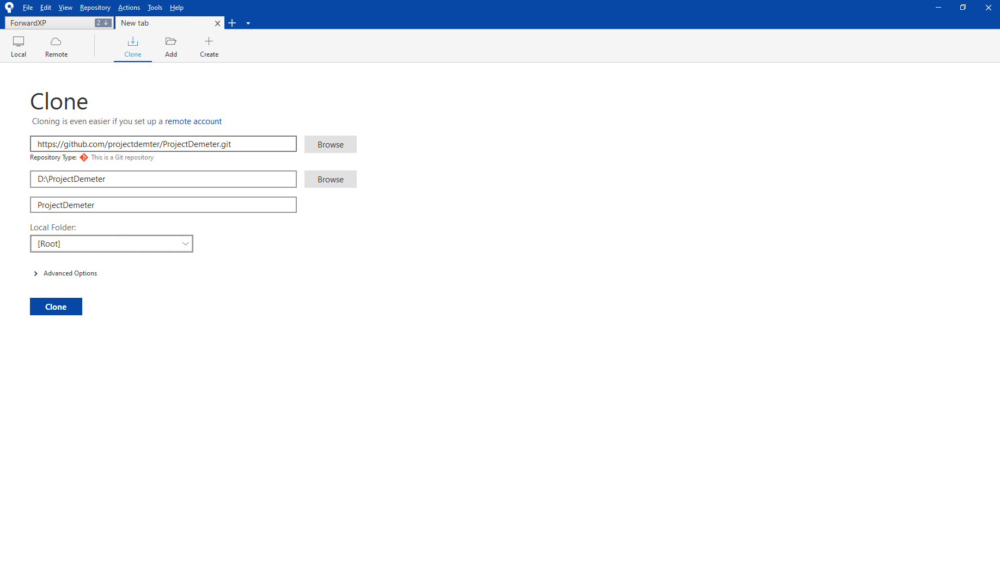 File Edit View Repository Actions Tools Help
ForwardXP 2 New tab
Local Remote Clone Add Create
Clone
Cloning is even easier if you set up a remote account
https://github.com/projectdemter/ProjectDemeter.git Browse
Repository Type: This is a Git repository
D:\ProjectDemeter Browse
ProjectDemeter
Local Folder:
[Root]
Advanced Options
Clone